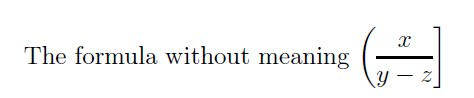 The formula without meaning $\left( \frac{x}{y - z} \right]$